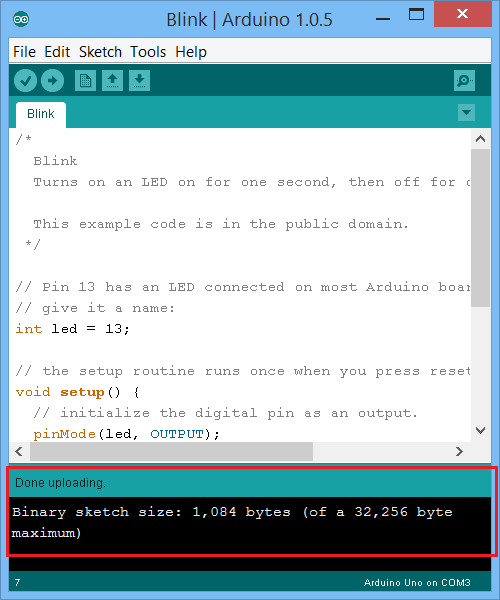 Blink | Arduino 1.0.5
File Edit Sketch Tools Help
Blink
/*
Blink
Turns on an LED on for one second, then off for
This example code is in the public domain.
*/
// Pin 13 has an LED connected on most Arduino boar
// give it a name:
int led = 13;
// the setup routine runs once when you press reset
void setup() {
// initialize the digital pin as an output.
pinMode(led, OUTPUT);
Done uploading.
Binary sketch size: 1,084 bytes (of a 32,256 byte
maximum)
7
Arduino Uno on COM3